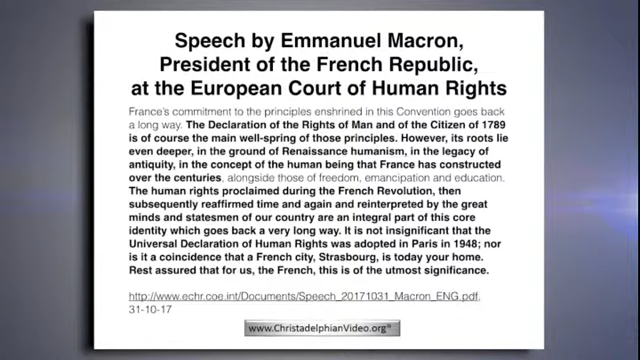 Speech by Emmanuel Macron,
President of the French Republic,
at the European Court of Human Rights
France's commitment to the principles enshrined in this Convention goes back
a long way. The Declaration of the Rights of Man and of the Citizen of 1789
is of course the main well-spring of those principles. However, its roots lie
even deeper, in the ground of Renaissance humanism, in the legacy of
antiquity, in the concept of the human being that France has constructed
over the centuries, alongside those of freedom, emancipation and education.
The human rights proclaimed during the French Revolution, then
subsequently reaffirmed time and again and reinterpreted by the great
minds and statesmen of our country are an integral part of this core
identity which goes back a very long way. It is not insignificant that the
Universal Declaration of Human Rights was adopted in Paris in 1948; nor
is it a coincidence that a French city, Strasbourg, is today your home.
Rest assured that for us, the French, this is of the utmost significance.
http://www.echr.coe.int/Documents/Speech_20171031_Macron_ENG.pdf,
31-10-17
www.ChristadelphianVideo.org®